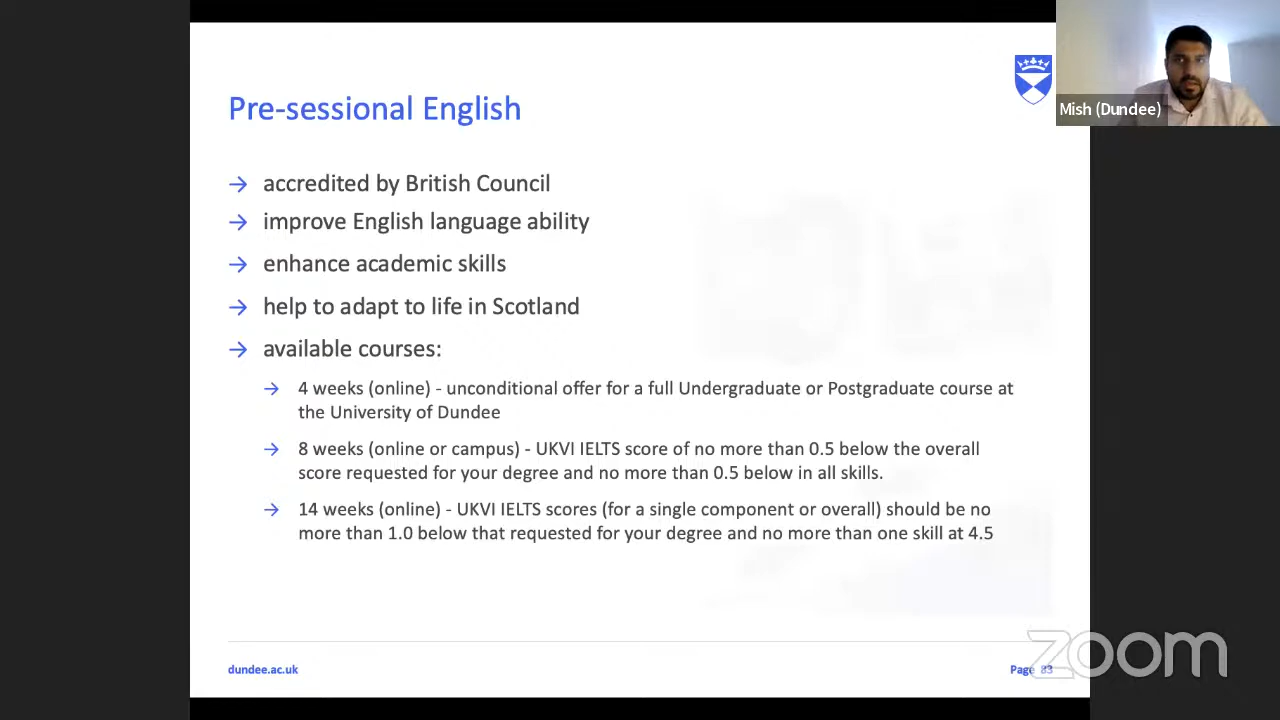 Mish (Dundee)
Pre-sessional English
→ accredited by British Council
→ improve English language ability
→ enhance academic skills
→ help to adapt to life in Scotland
→ available courses:
→ 4 weeks (online) - unconditional offer for a full Undergraduate or Postgraduate course at
the University of Dundee
→ 8 weeks (online or campus) - UKVI IELTS score of no more than 0.5 below the overall
score requested for your degree and no more than 0.5 below in all skills.
→ 14 weeks (online) - UKVI IELTS scores (for a single component or overall) should be no
more than 1.0 below that requested for your degree and no more than one skill at 4.5
dundee.ac.uk
Page 83
zoom